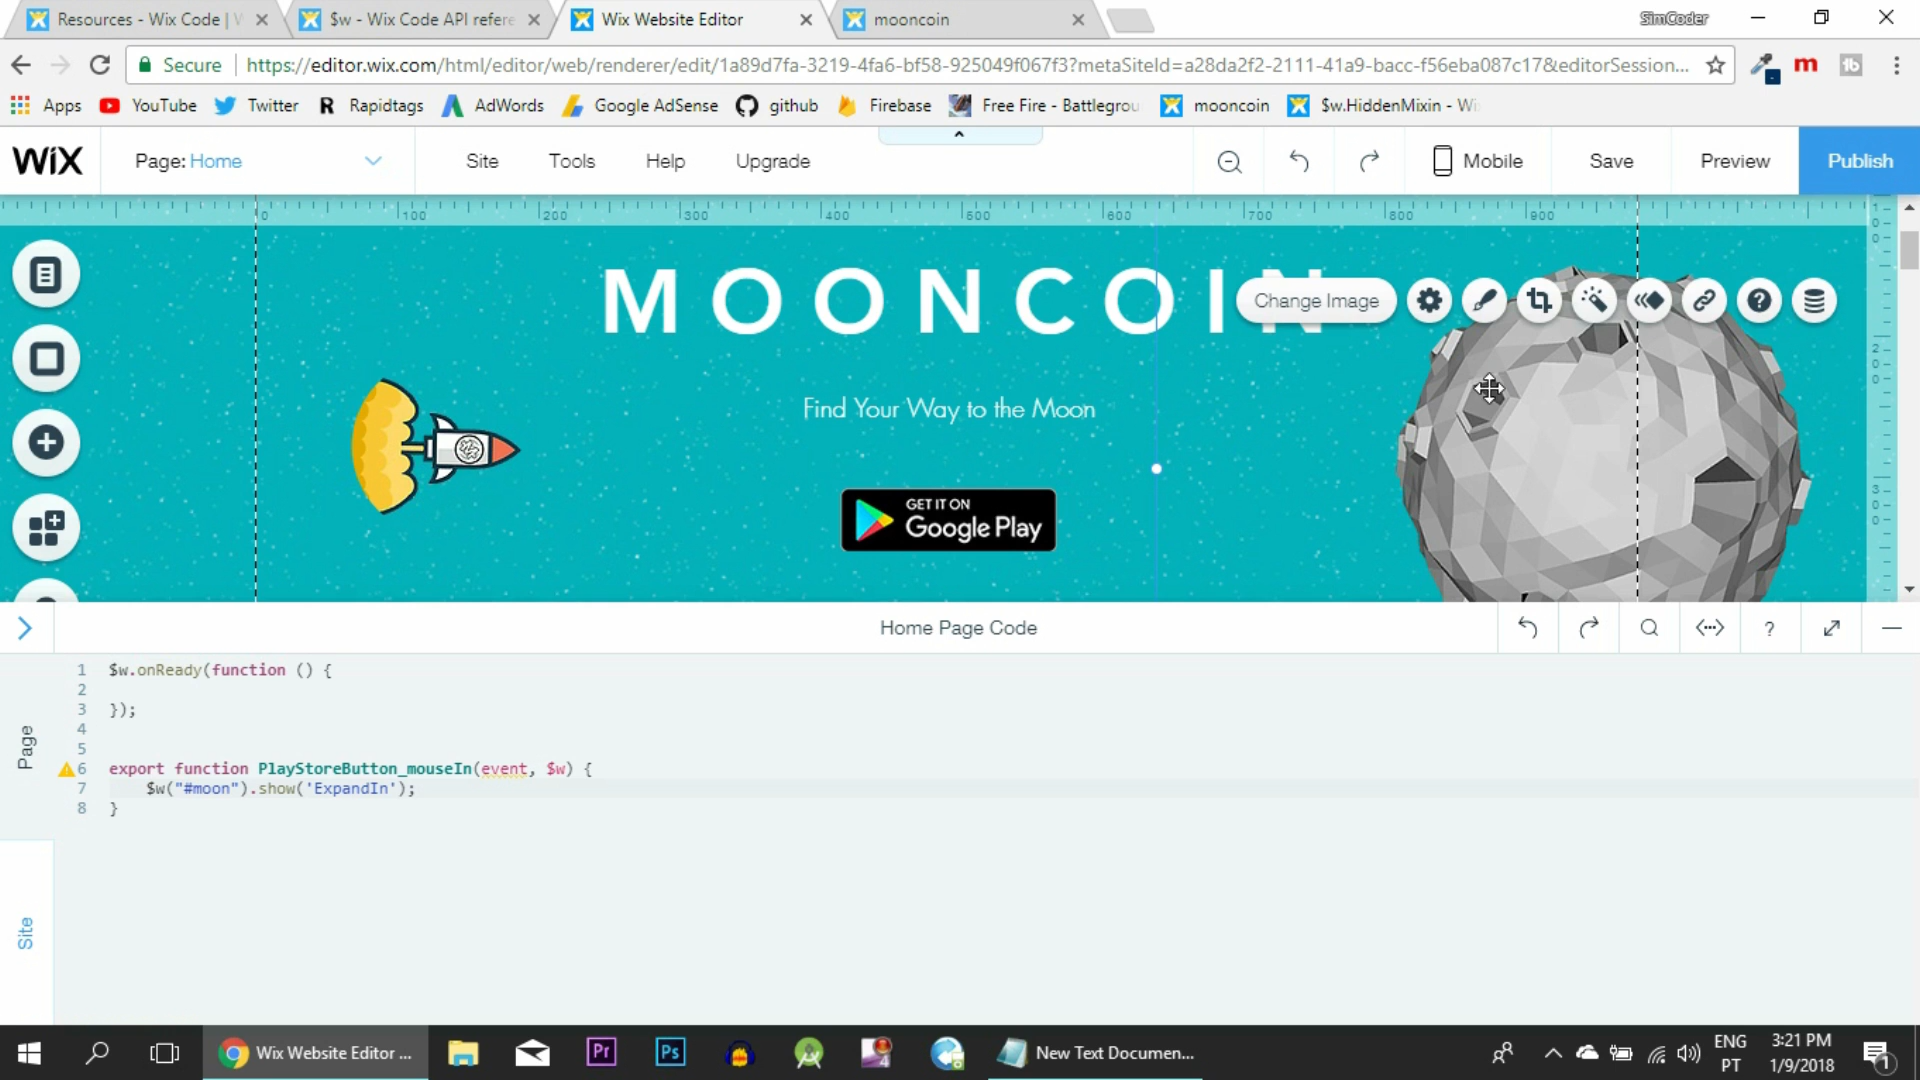 Resources - Wix Code | W
$w - Wix Code API refere
Wix Website Editor
mooncoin
SimCoder
Secure
https://editor.wix.com/html/editor/web/renderer/edit/1a89d7fa-3219-4fa6-bf58-925049f067f3?metaSiteId=a28da2f2-2111-41a9-bacc-f56eba087c17&editorSession...
m
Apps
YouTube
Twitter
R Rapidtags
AdWords
Google AdSense
github
Firebase
Free Fire - Battlegrou
mooncoin
$w.HiddenMixin - Wi
WiX
Page: Home
Site
Tools
Help
Upgrade
Mobile
Save
Preview
Publish
0 100 200 300 400 500 600 700 800 900
MOONCOIN
Change Image
Find Your Way to the Moon
GET IT ON
Google Play
Home Page Code
?
Page
Site
1 $w.onReady(function () {
2
3 });
4
5
6 export function PlayStoreButton_mouseIn(event, $w) {
7 $w("#moon").show('ExpandIn');
8 }
Wix Website Editor ...
Pr
Ps
New Text Documen...
ENG
PT
3:21 PM
1/9/2018
1